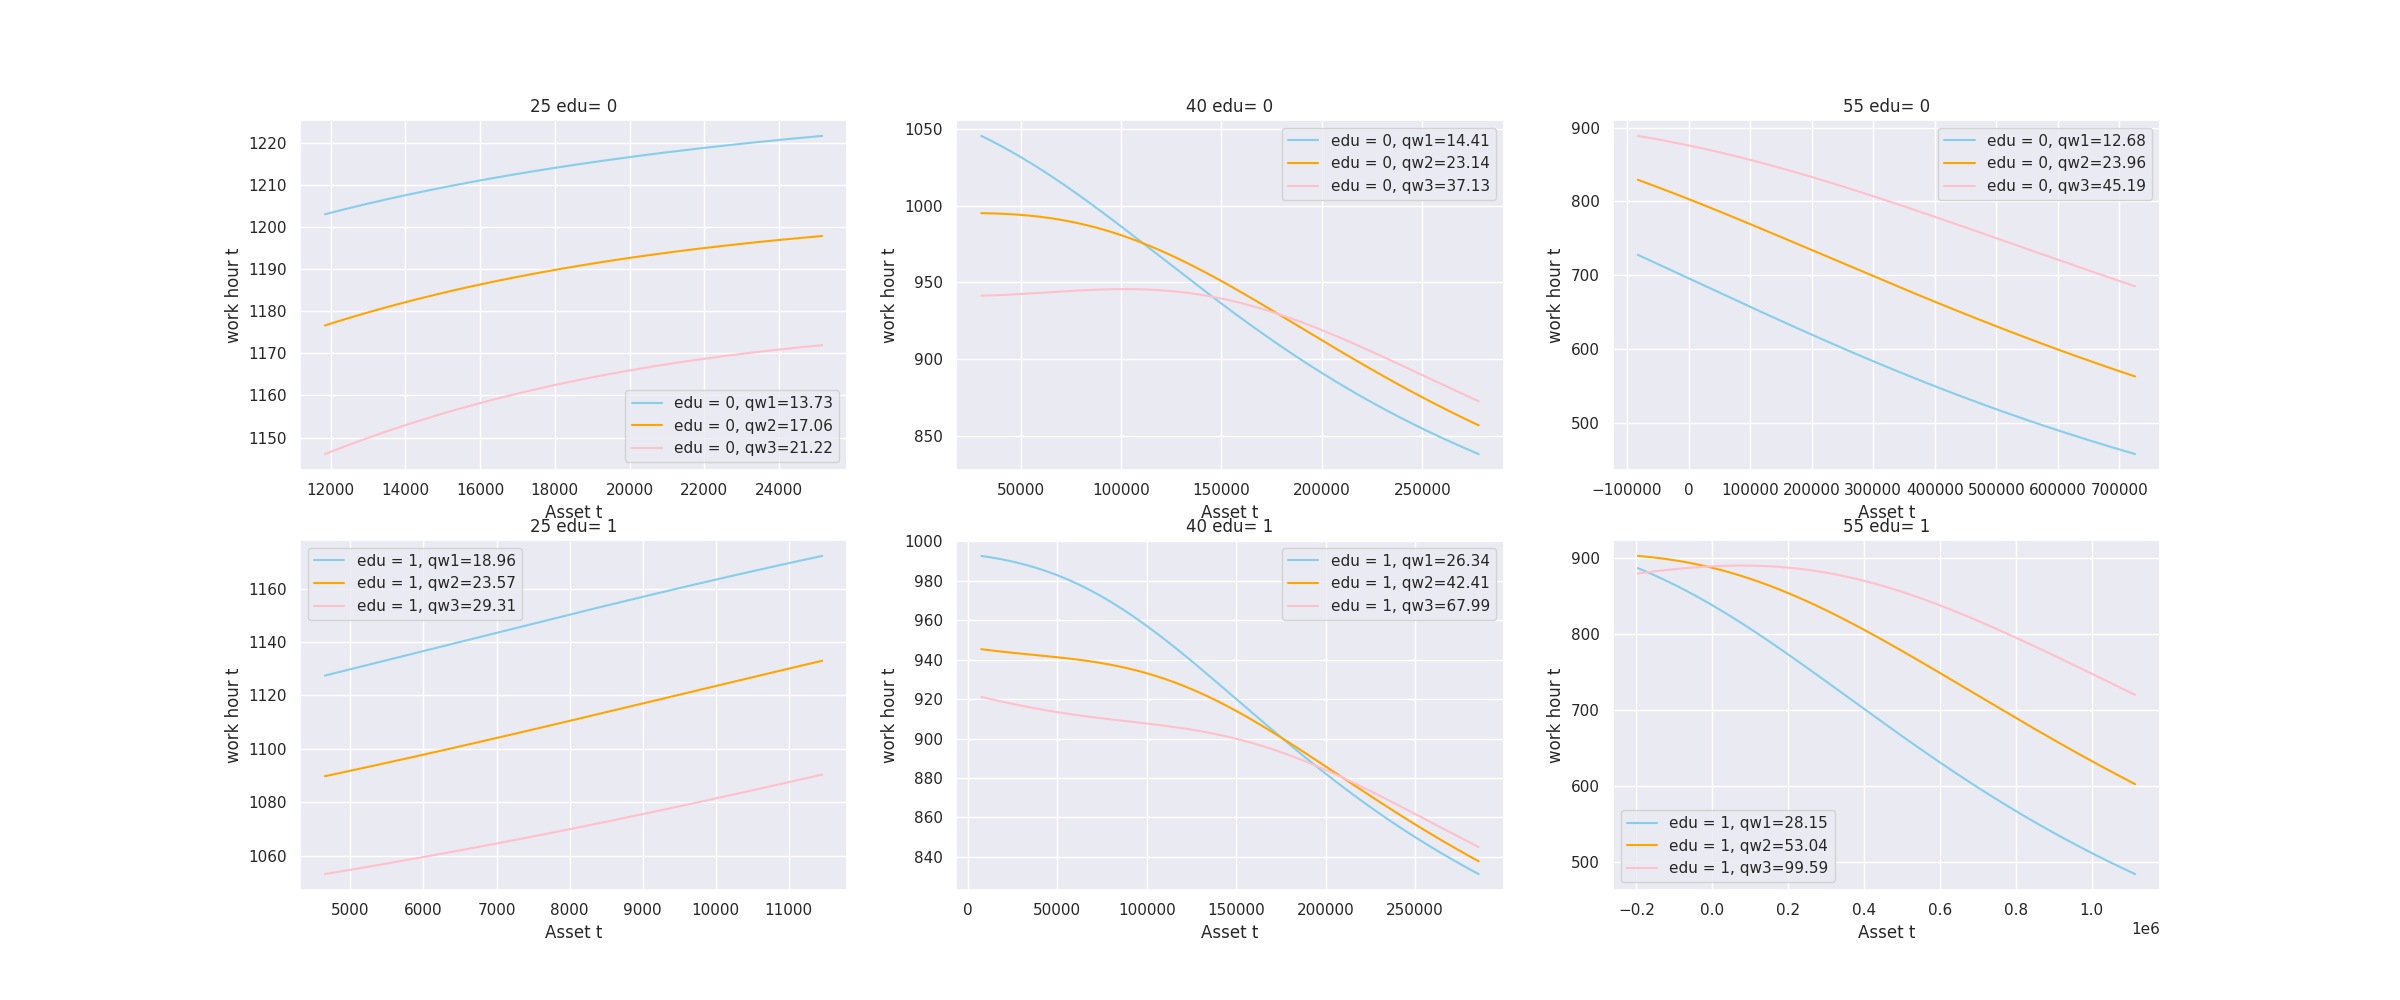 25 edu= 0
work hour t
1220
1210
1200
1190
1180
1170
1160
1150
edu = 0, qw1=13.73
edu = 0, qw2=17.06
edu = 0, qw3=21.22
12000 14000 16000 18000 20000 22000 24000
Asset t
40 edu= 0
work hour t
1050
1000
950
900
850
edu = 0, qw1=14.41
edu = 0, qw2=23.14
edu = 0, qw3=37.13
50000 100000 150000 200000 250000
Asset t
55 edu= 0
work hour t
900
800
700
600
500
edu = 0, qw1=12.68
edu = 0, qw2=23.96
edu = 0, qw3=45.19
−100000 0 100000 200000 300000 400000 500000 600000 700000
Asset t
25 edu= 1
work hour t
1160
1140
1120
1100
1080
1060
edu = 1, qw1=18.96
edu = 1, qw2=23.57
edu = 1, qw3=29.31
5000 6000 7000 8000 9000 10000 11000
Asset t
40 edu= 1
work hour t
1000
980
960
940
920
900
880
860
840
edu = 1, qw1=26.34
edu = 1, qw2=42.41
edu = 1, qw3=67.99
0 50000 100000 150000 200000 250000
Asset t
55 edu= 1
work hour t
900
800
700
600
500
edu = 1, qw1=28.15
edu = 1, qw2=53.04
edu = 1, qw3=99.59
−0.2 0.0 0.2 0.4 0.6 0.8 1.0
1e6
Asset t